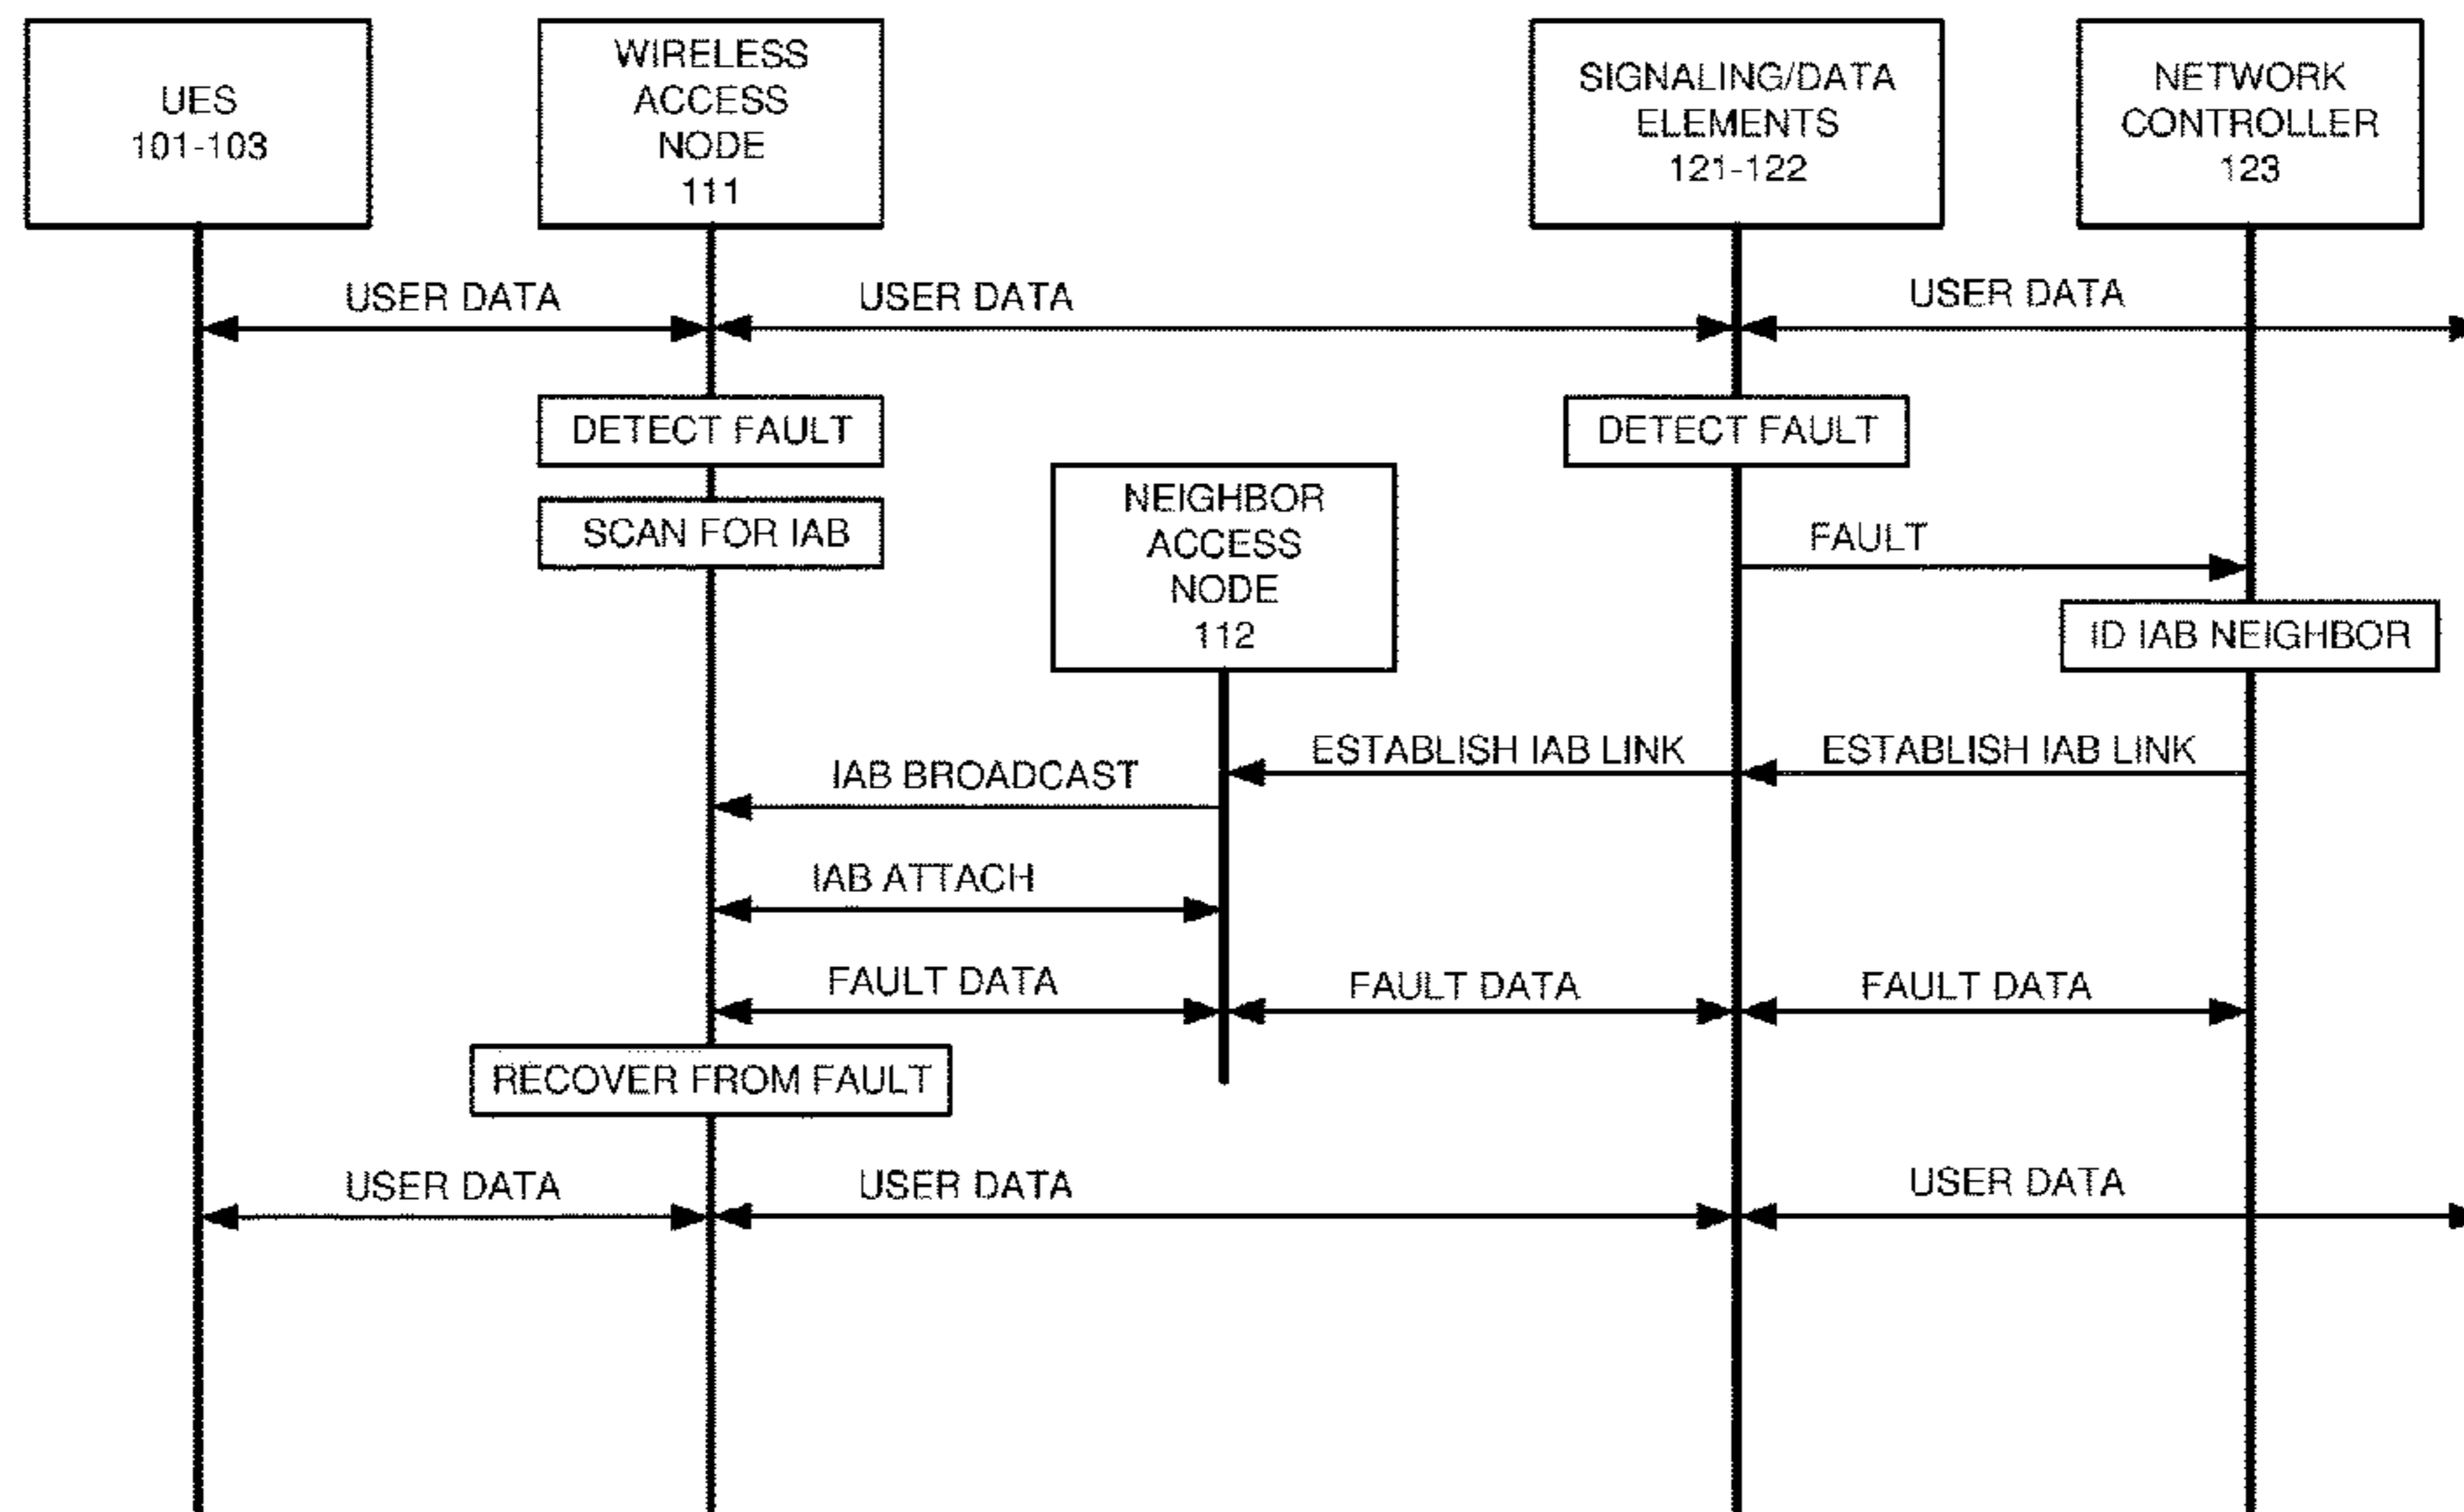 UES
101-103
WIRELESS
ACCESS
NODE
111
SIGNALING/DATA
ELEMENTS
121-122
NETWORK
CONTROLLER
123
USER DATA
USER DATA
USER DATA
DETECT FAULT
DETECT FAULT
SCAN FOR IAB
NEIGHBOR
ACCESS
NODE
112
FAULT
ID IAB NEIGHBOR
ESTABLISH IAB LINK
ESTABLISH IAB LINK
IAB BROADCAST
IAB ATTACH
FAULT DATA
FAULT DATA
FAULT DATA
RECOVER FROM FAULT
USER DATA
USER DATA
USER DATA